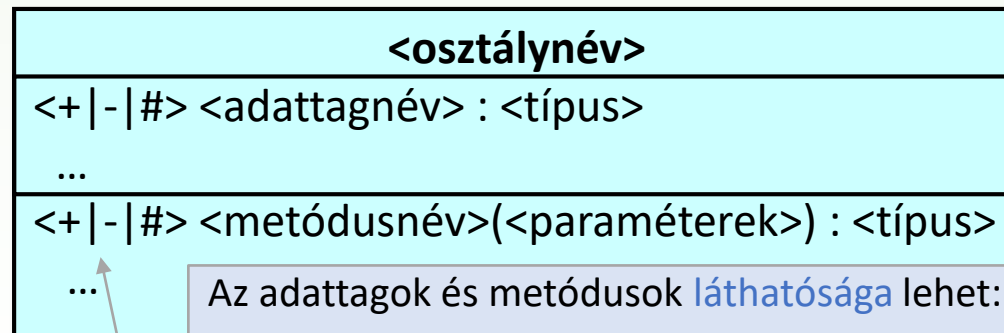 <osztálynév>
<+|-|#> <adattagnév> : <típus>
…
<+|-|#> <metódusnév>(<paraméterek>) : <típus>
…
Az adattagok és metódusok láthatósága lehet: